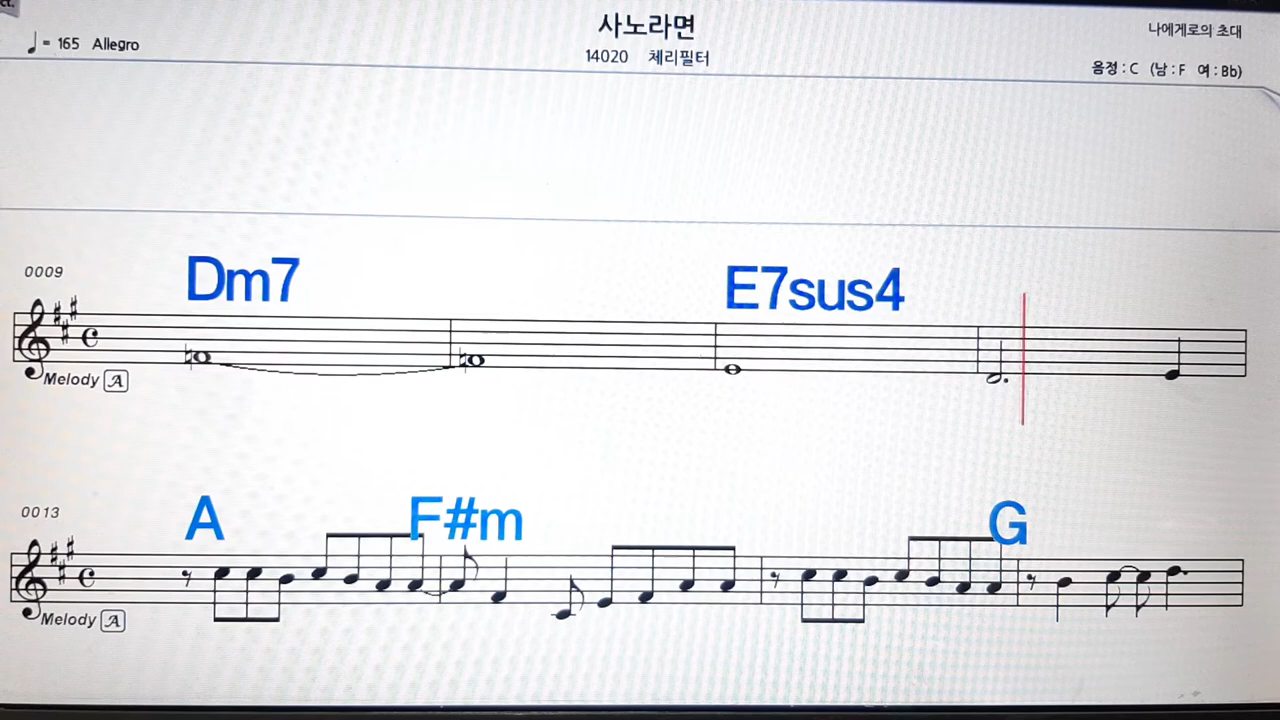 ct.
사노라면
나에게로의 초대
♩= 165 Allegro
14020 체리필터
음정 : C (남 : F 여 : Bb)
0009
Dm7
E7sus4
Melody A
0013
A
F#m
G
Melody A